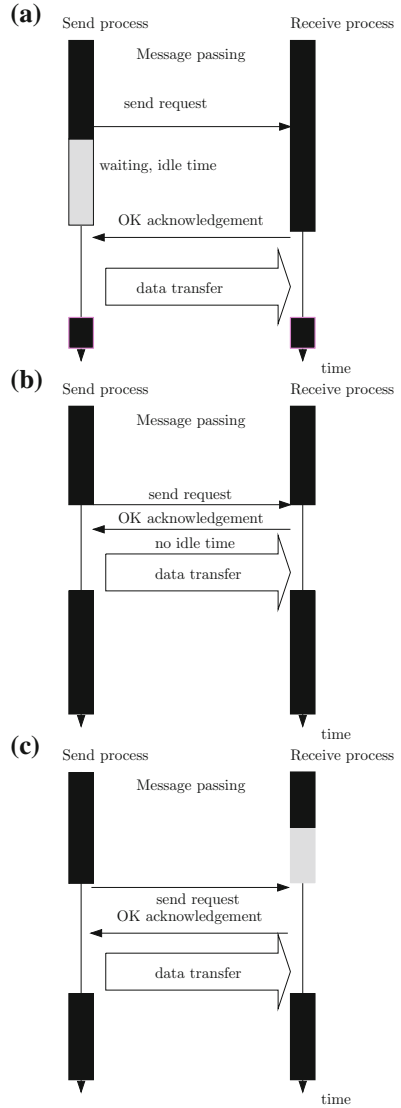 (a)
Send process Receive process
Message passing
send request
waiting, idle time
OK acknowledgement
data transfer
time
(b)
Send process Receive process
Message passing
send request
OK acknowledgement
no idle time
data transfer
time
(c)
Send process Receive process
Message passing
send request
OK acknowledgement
data transfer
time